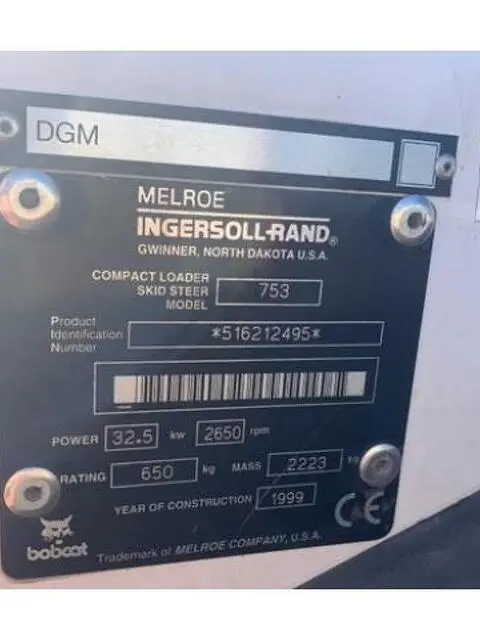 DGM
MELROE
INGERSOLL-RAND®
GWINNER, NORTH DAKOTA U.S.A.
COMPACT LOADER
SKID STEER 753
MODEL
Product
Identification *516212495*
Number
POWER 32.5 kw 2650 rpm
RATING 650 kg MASS 2223 kg
YEAR OF CONSTRUCTION 1999
CE
bobcat
Trademark of MELROE COMPANY, U.S.A.